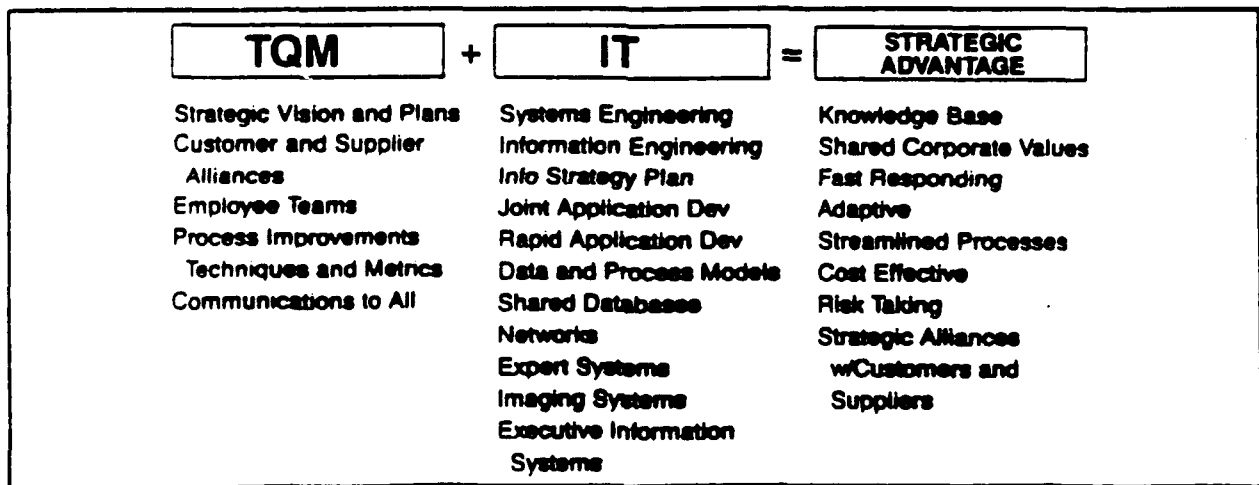 TQM + IT = STRATEGIC ADVANTAGE
Strategic Vision and Plans
Customer and Supplier
Alliances
Employee Teams
Process Improvements
Techniques and Metrics
Communications to All
Systems Engineering
Information Engineering
Info Strategy Plan
Joint Application Dev
Rapid Application Dev
Data and Process Models
Shared Databases
Networks
Expert Systems
Imaging Systems
Executive Information
Systems
Knowledge Base
Shared Corporate Values
Fast Responding
Adaptive
Streamlined Processes
Cost Effective
Risk Taking
Strategic Alliances
w/Customers and
Suppliers